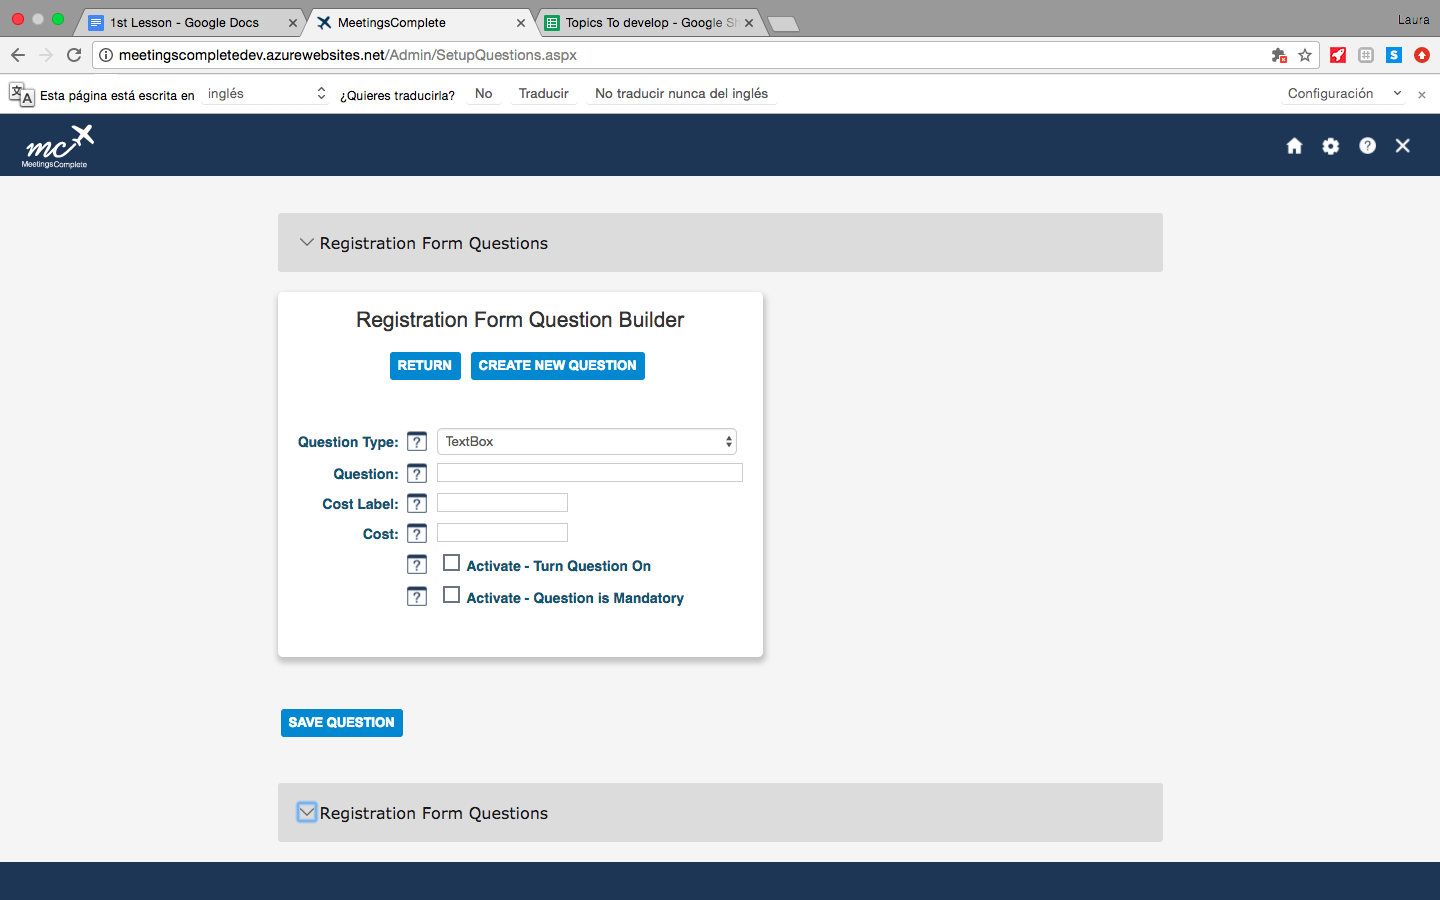 1st Lesson - Google Docs
MeetingsComplete
Topics To develop - Google Sh
Laura
meetingscompletedev.azurewebsites.net/Admin/SetupQuestions.aspx
Esta página está escrita en inglés ¿Quieres traducirla? No Traducir No traducir nunca del inglés Configuración
mc
MeetingsComplete
Registration Form Questions
Registration Form Question Builder
RETURN CREATE NEW QUESTION
Question Type: ? TextBox
Question: ?
Cost Label: ?
Cost: ?
? Activate - Turn Question On
? Activate - Question is Mandatory
SAVE QUESTION
Registration Form Questions